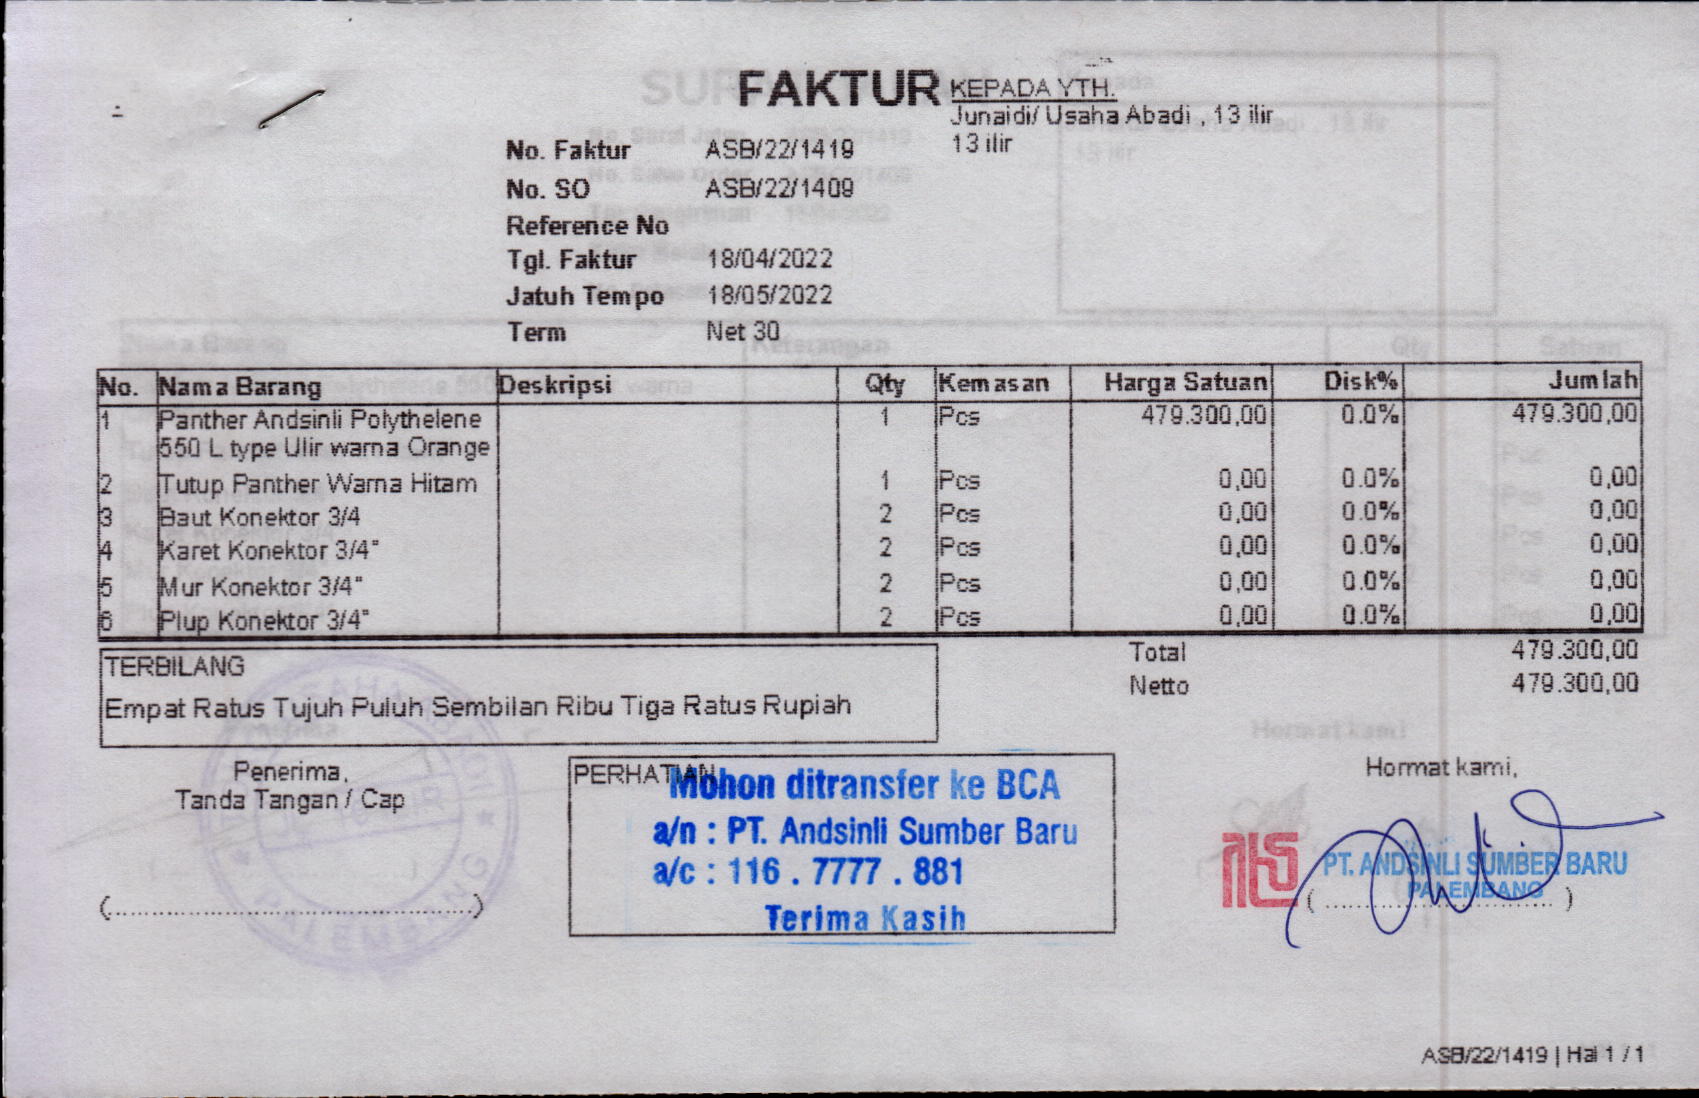 FAKTUR
KEPADA YTH.
Junaidi/ Usaha Abadi , 13 ilir
13 ilir
No. Faktur ASB/22/1419
No. SO ASB/22/1409
Reference No
Tgl. Faktur 18/04/2022
Jatuh Tempo 18/05/2022
Term Net 30
No. Nama Barang Deskripsi Qty Kemasan Harga Satuan Disk% Jumlah
1 Panther Andsinli Polythelene 1 Pcs 479.300,00 0.0% 479.300,00
550 L type Ulir warna Orange
2 Tutup Panther Warna Hitam 1 Pcs 0,00 0.0% 0,00
3 Baut Konektor 3/4 2 Pcs 0,00 0.0% 0,00
4 Karet Konektor 3/4" 2 Pcs 0,00 0.0% 0,00
5 Mur Konektor 3/4" 2 Pcs 0,00 0.0% 0,00
6 Plup Konektor 3/4" 2 Pcs 0,00 0.0% 0,00
Total 479.300,00
Netto 479.300,00
TERBILANG
Empat Ratus Tujuh Puluh Sembilan Ribu Tiga Ratus Rupiah
Penerima,
Tanda Tangan / Cap
(....................................................)
PERHATIAN
Mohon ditransfer ke BCA
a/n : PT. Andsinli Sumber Baru
a/c : 116 . 7777 . 881
Terima Kasih
Hormat kami,
PT. ANDSINLI SUMBER BARU
PALEMBANG
(................................)
ASB/22/1419 | Hal 1 / 1